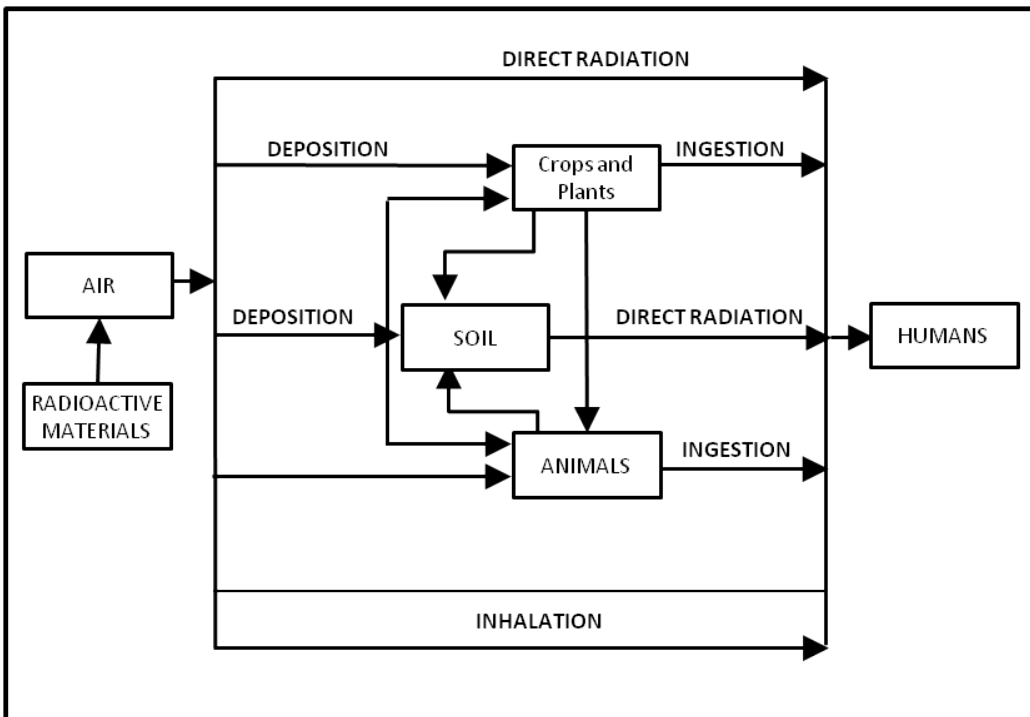 DIRECT RADIATION
DEPOSITION
Crops and
Plants
INGESTION
AIR
DEPOSITION
SOIL
DIRECT RADIATION
HUMANS
RADIOACTIVE
MATERIALS
ANIMALS
INGESTION
INHALATION